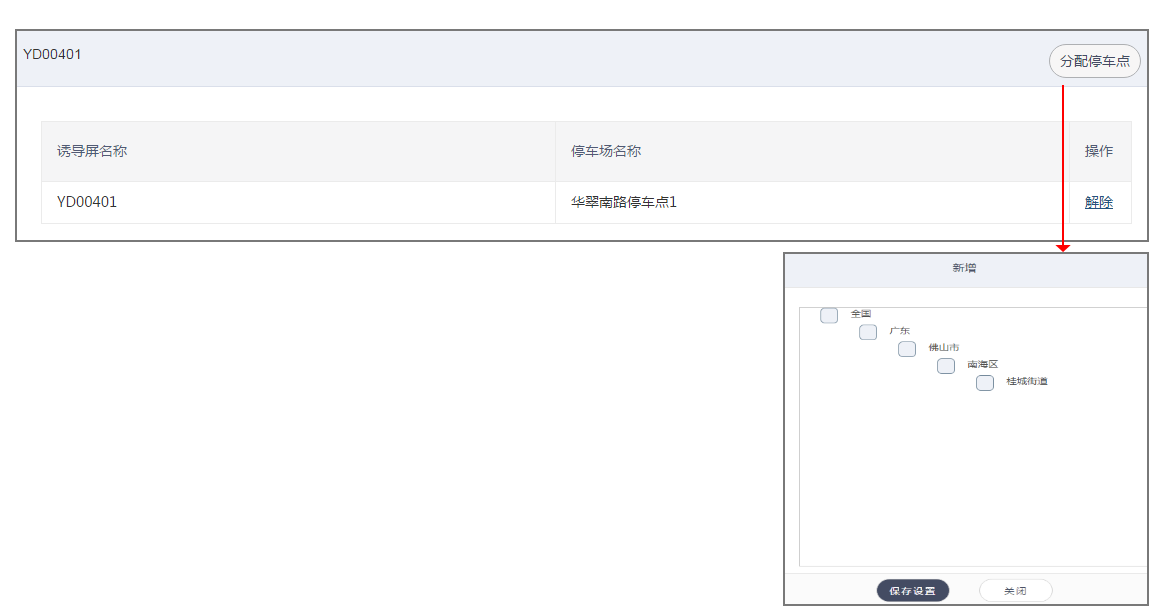 YD00401
分配停车点
诱导屏名称 停车场名称 操作
YD00401 华翠南路停车点1 解除
新增
全国
广东
佛山市
南海区
桂城街道
保存设置 关闭